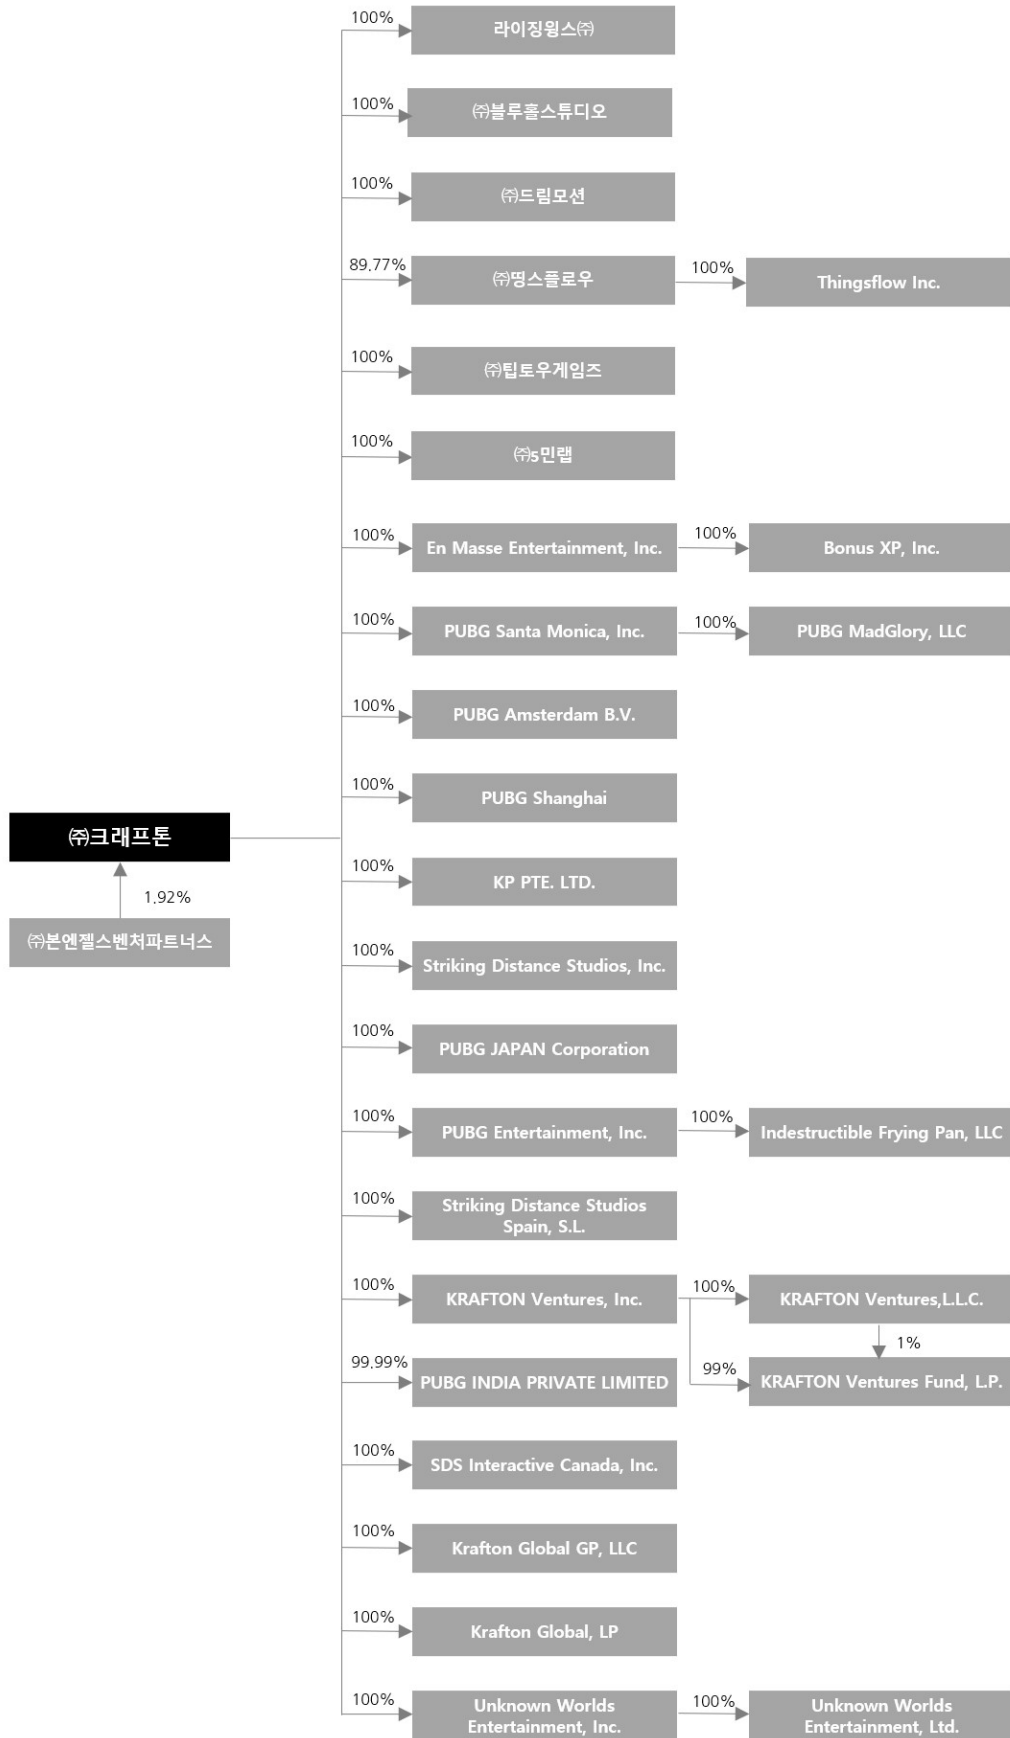 100%
라이징윙스㈜
100%
㈜블루홀스튜디오
100%
㈜드림모션
89.77%
㈜띵스플로우
100%
Thingsflow Inc.
100%
㈜팁토우게임즈
100%
㈜5민랩
100%
En Masse Entertainment, Inc.
100%
Bonus XP, Inc.
100%
PUBG Santa Monica, Inc.
100%
PUBG MadGlory, LLC
100%
PUBG Amsterdam B.V.
100%
PUBG Shanghai
㈜크래프톤
1.92%
㈜본엔젤스벤처파트너스
100%
KP PTE. LTD.
100%
Striking Distance Studios, Inc.
100%
PUBG JAPAN Corporation
100%
PUBG Entertainment, Inc.
100%
Indestructible Frying Pan, LLC
100%
Striking Distance Studios
Spain, S.L.
100%
KRAFTON Ventures, Inc.
100%
KRAFTON Ventures,L.L.C.
1%
99.99%
PUBG INDIA PRIVATE LIMITED
99%
KRAFTON Ventures Fund, L.P.
100%
SDS Interactive Canada, Inc.
100%
Krafton Global GP, LLC
100%
Krafton Global, LP
100%
Unknown Worlds
Entertainment, Inc.
100%
Unknown Worlds
Entertainment, Ltd.